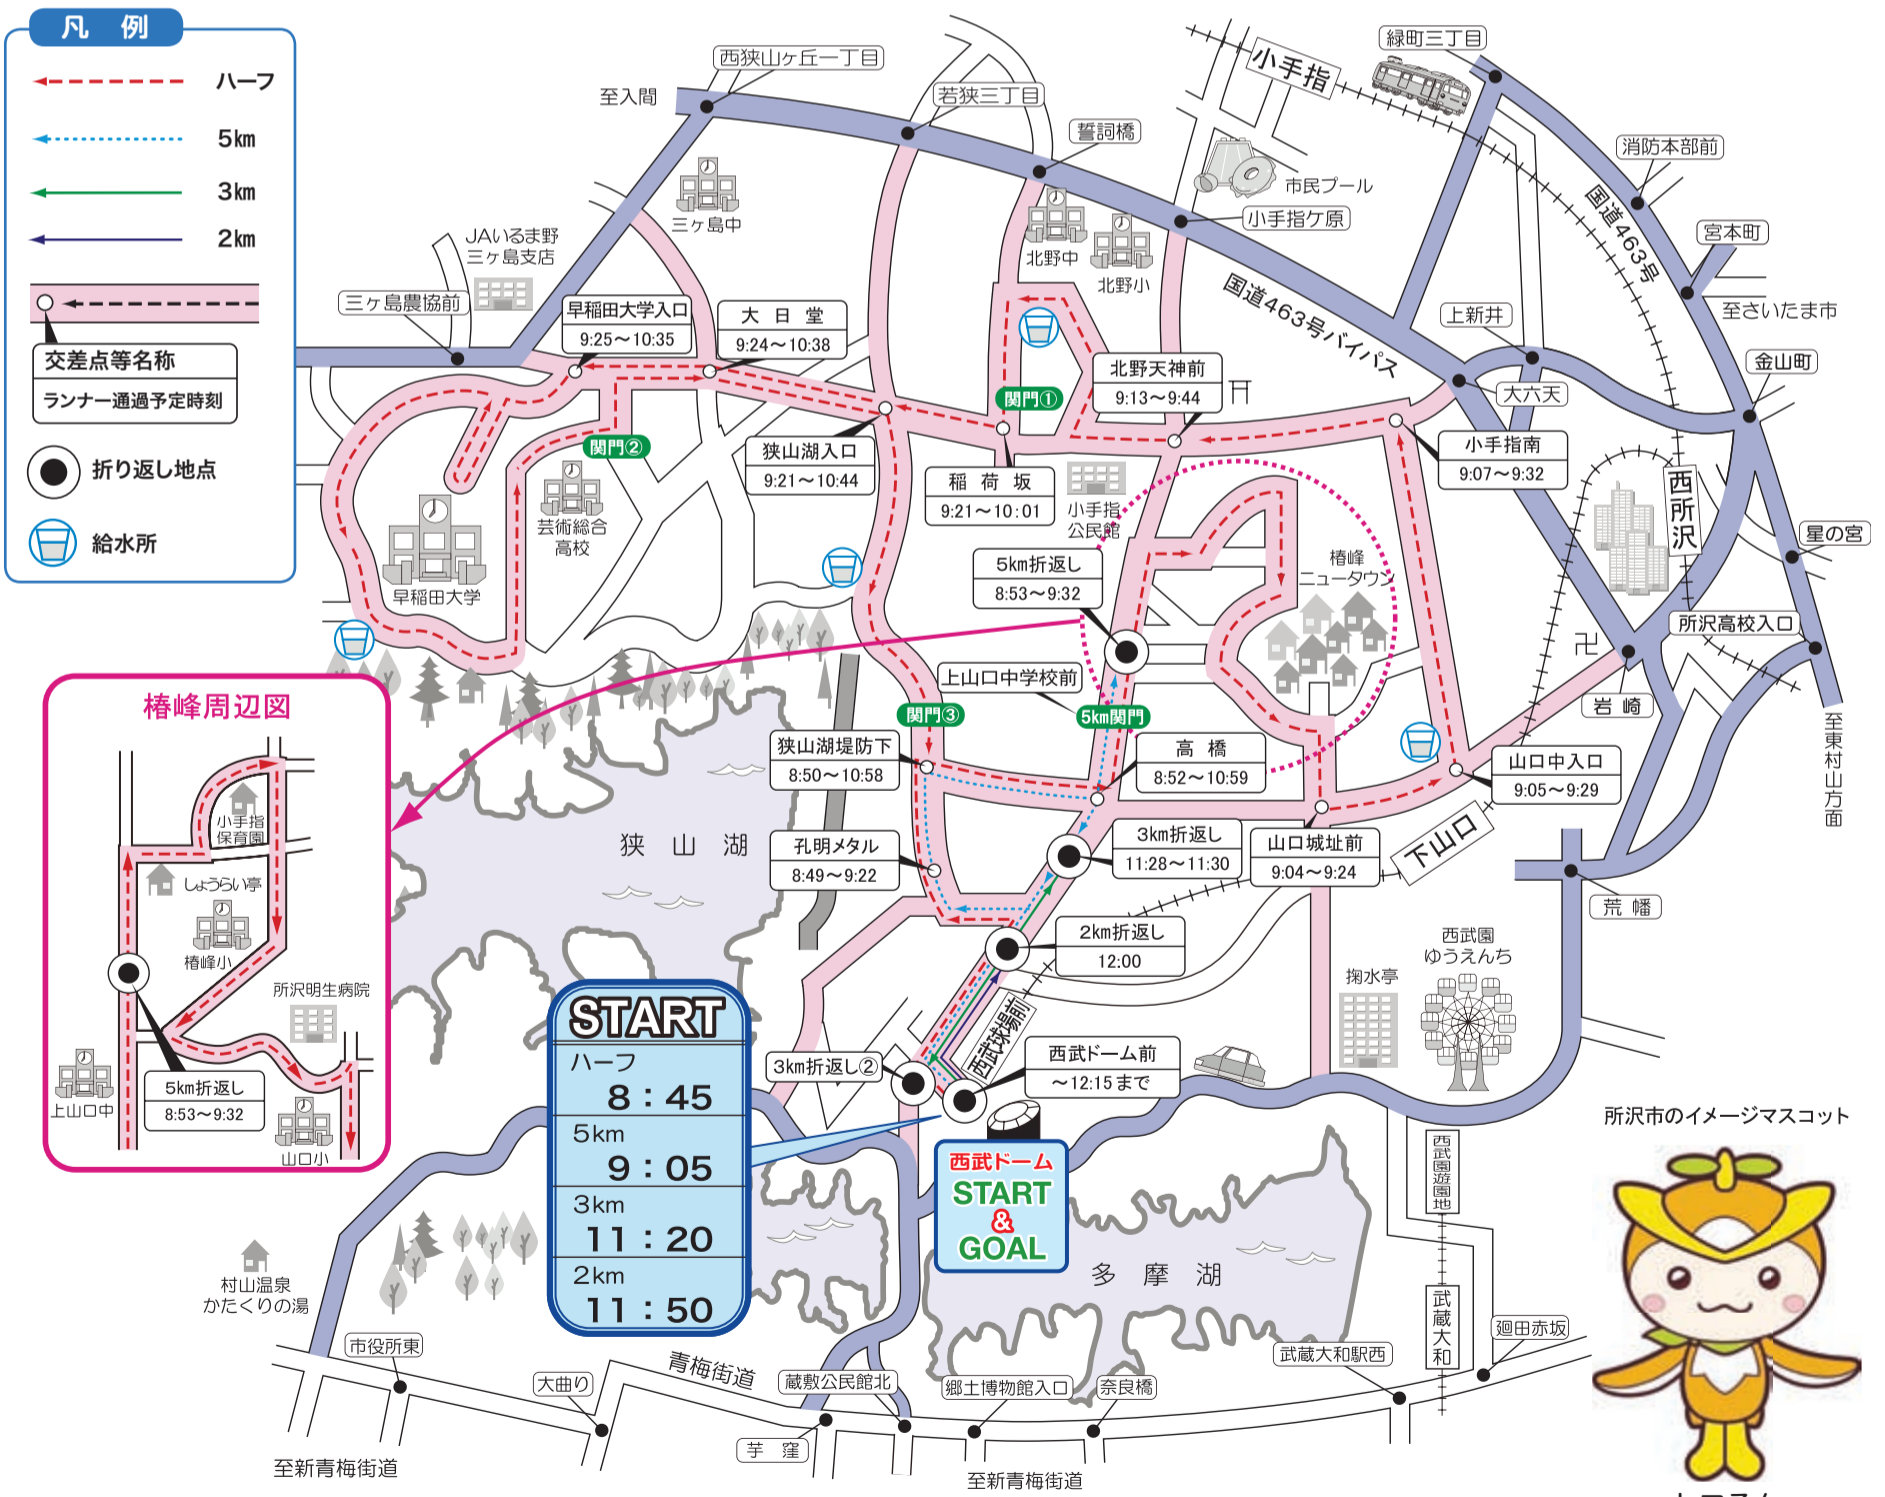 凡例
ハーフ
5km
3km
2km
交差点等名称
ランナー通過予定時刻
折り返し地点
給水所
至入間
西狭山ヶ丘一丁目
若狭三丁目
誓詞橋
小手指
緑町三丁目
消防本部前
宮本町
国道463号
至さいたま市
市民プール
小手指ケ原
三ヶ島中
JAいるま野
三ヶ島支店
三ヶ島農協前
北野中
北野小
国道463号バイパス
上新井
金山町
大六天
早稲田大学入口
9:25～10:35
大日堂
9:24～10:38
北野天神前
9:13～9:44
関門①
関門②
狭山湖入口
9:21～10:44
稲荷坂
9:21～10:01
小手指南
9:07～9:32
小手指
公民館
西所沢
星の宮
所沢高校入口
芸術総合
高校
早稲田大学
5km折返し
8:53～9:32
椿峰
ニュータウン
上山口中学校前
5km関門
関門③
岩崎
至東村山方面
狭山湖堤防下
8:50～10:58
高橋
8:52～10:59
山口中入口
9:05～9:29
孔明メタル
8:49～9:22
3km折返し
11:28～11:30
山口城址前
9:04～9:24
下山口
荒幡
狭山湖
2km折返し
12:00
西武園
ゆうえんち
掬水亭
西武球場前
3km折返し②
西武ドーム前
～12:15まで
椿峰周辺図
小手指
保育園
しょうらい亭
椿峰小
所沢明生病院
上山口中
5km折返し
8:53～9:32
山口小
START
ハーフ
8：45
5km
9：05
3km
11：20
2km
11：50
西武ドーム
START
&
GOAL
多摩湖
西武園遊園地
武蔵大和
所沢市のイメージマスコット
村山温泉
かたくりの湯
市役所東
大曲り
青梅街道
蔵敷公民館北
郷土博物館入口
奈良橋
武蔵大和駅西
廻田赤坂
芋窪
至新青梅街道
至新青梅街道